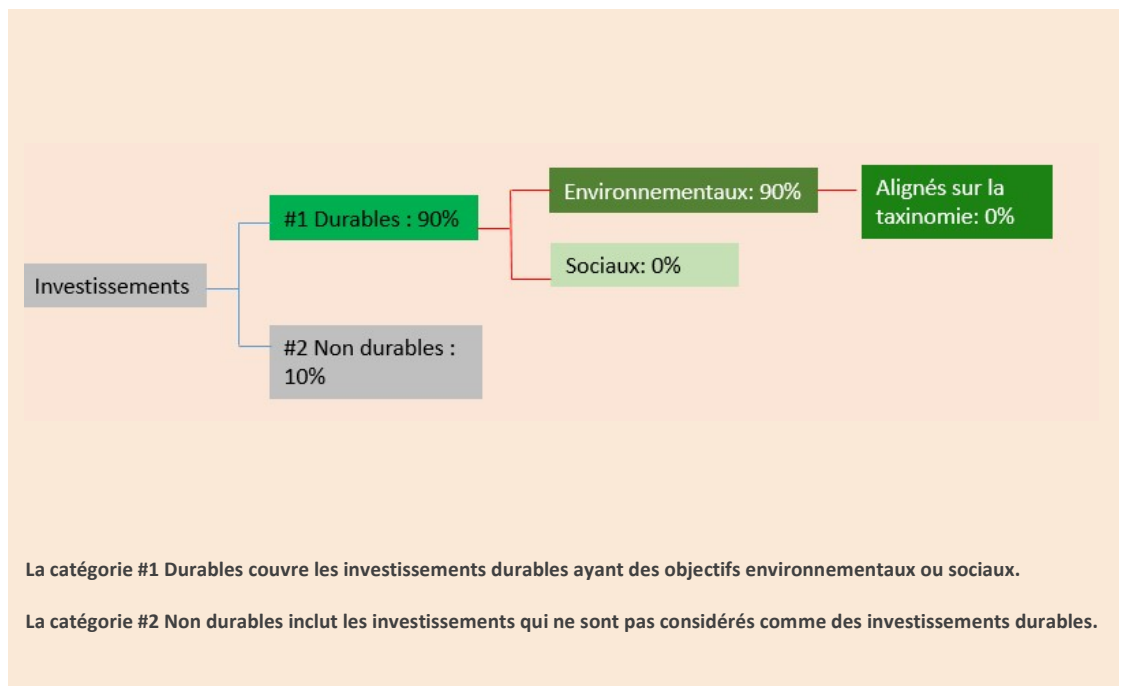 Environnementaux: 90%
Alignés sur la
taxinomie: 0%
#1 Durables : 90%
Sociaux: 0%
Investissements
#2 Non durables :
10%
La catégorie #1 Durables couvre les investissements durables ayant des objectifs environnementaux ou sociaux.
La catégorie #2 Non durables inclut les investissements qui ne sont pas considérés comme des investissements durables.